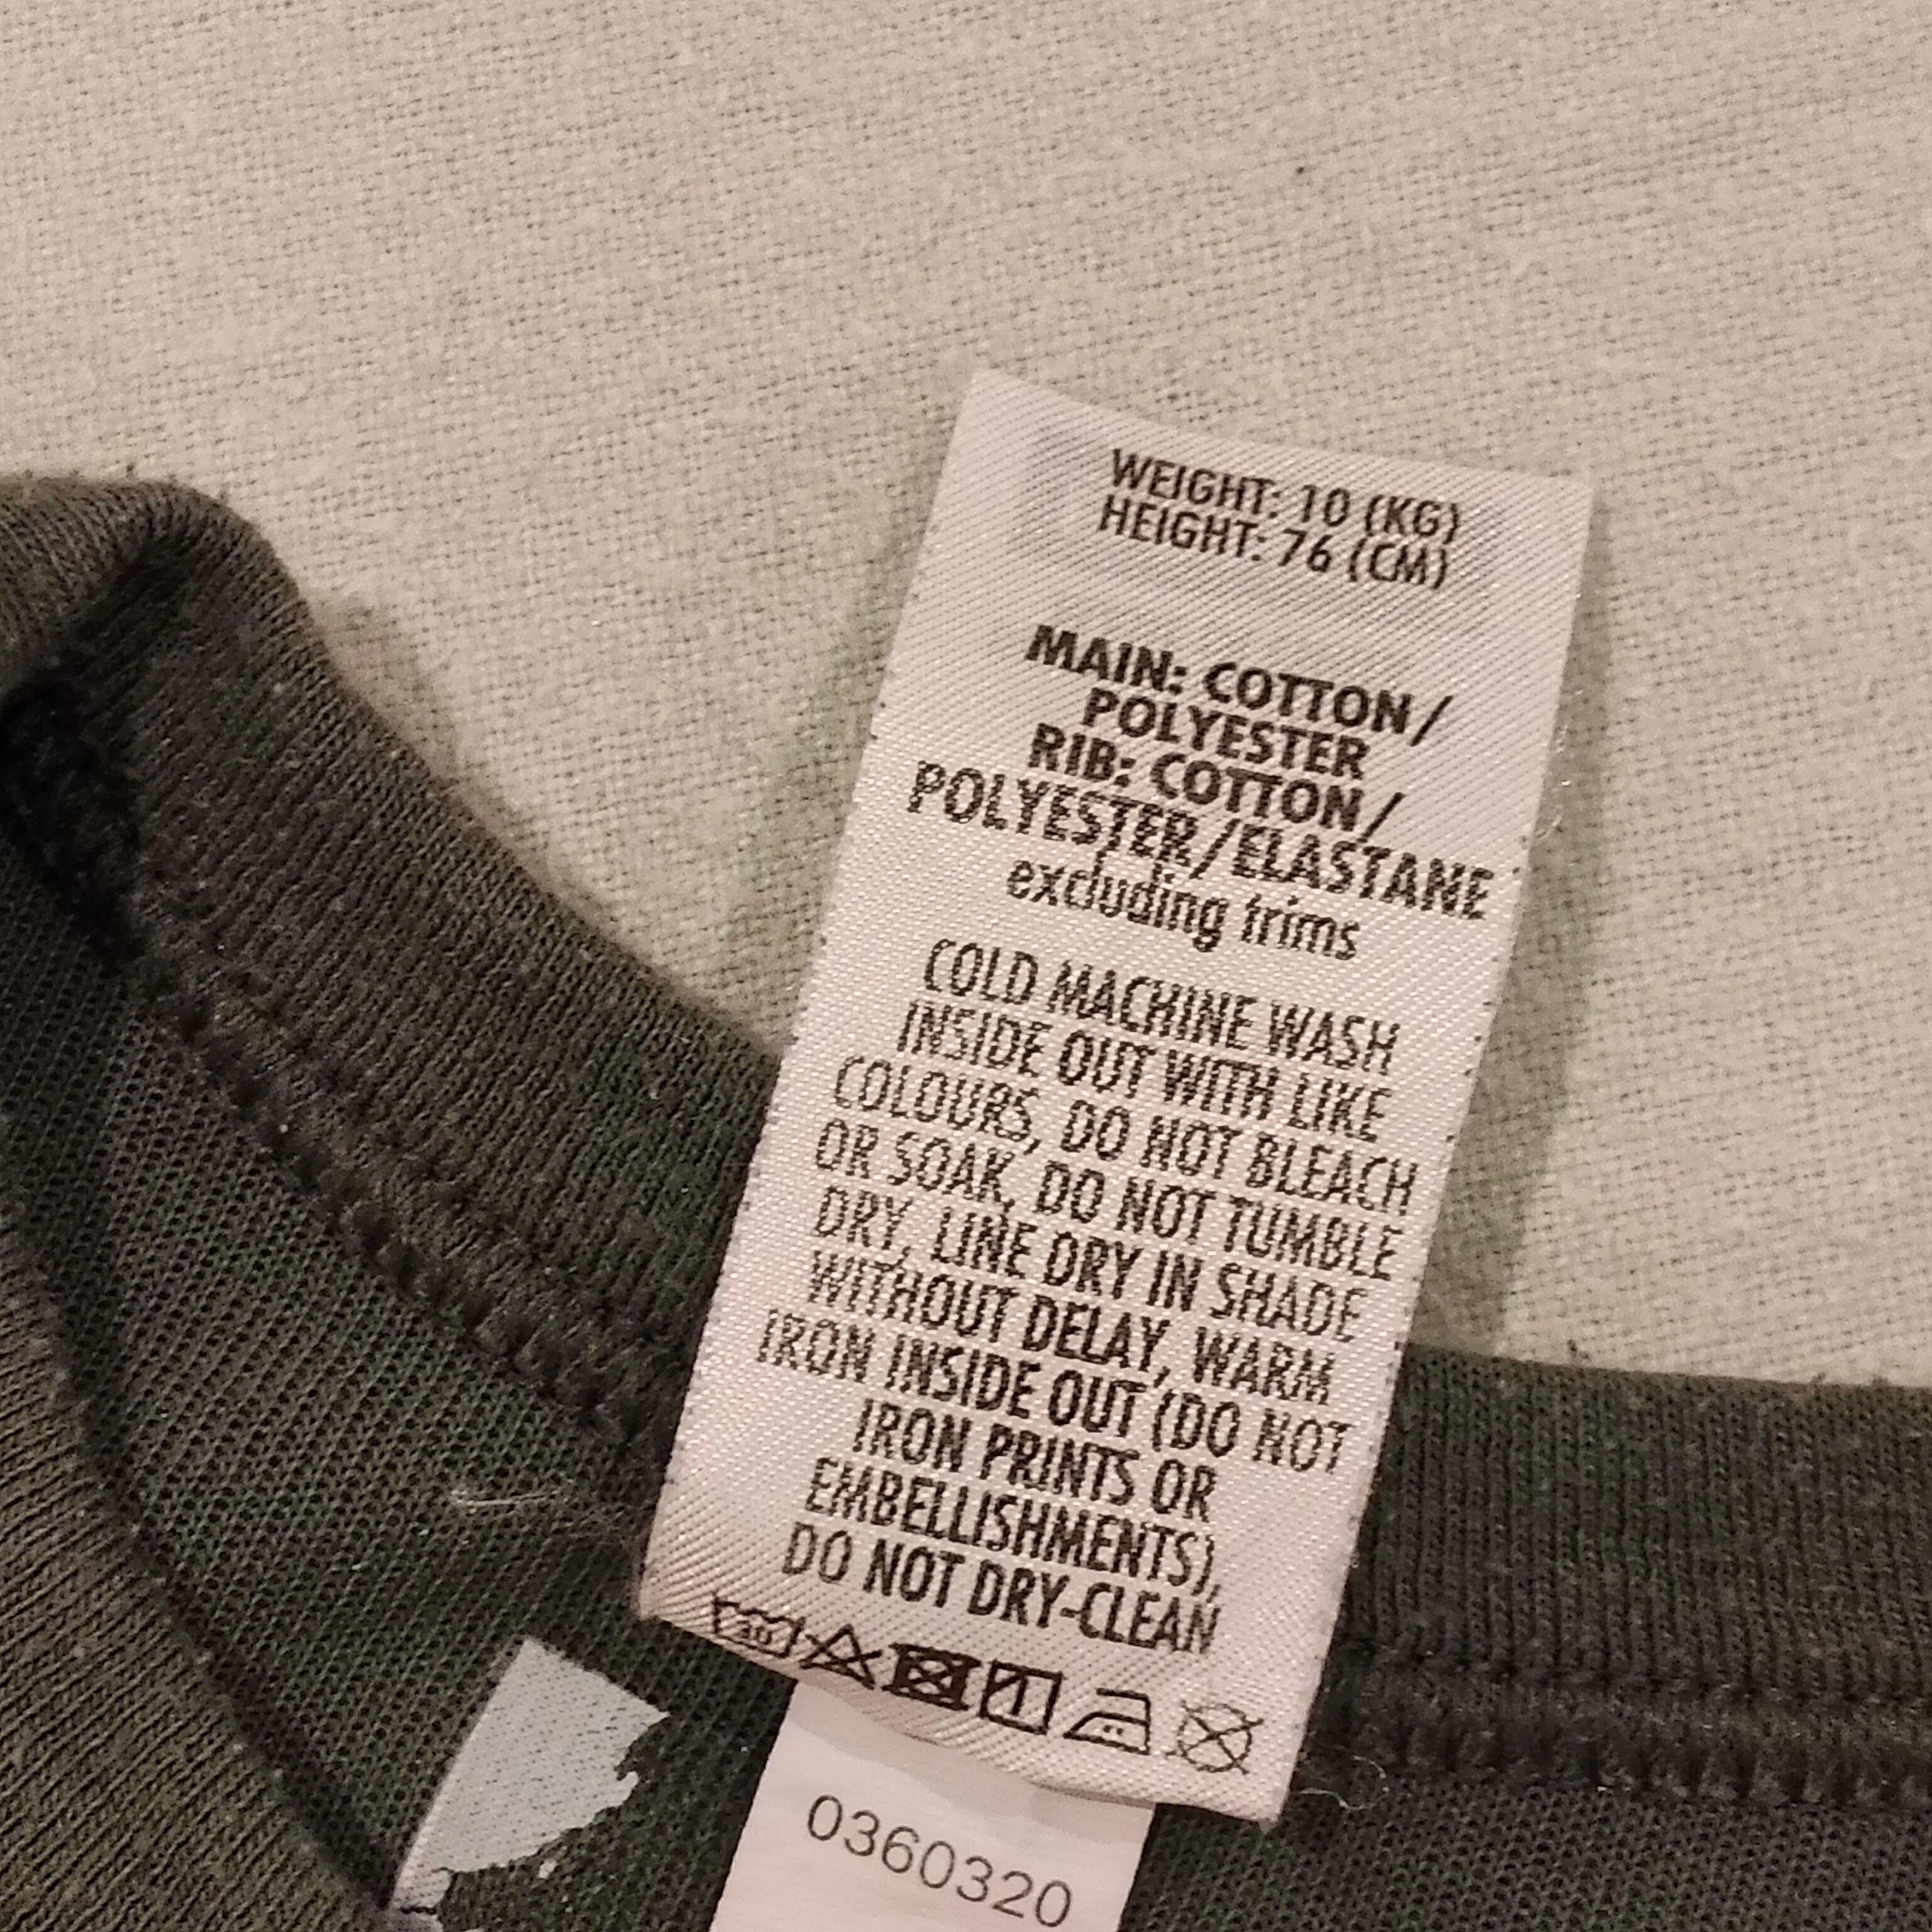 WEIGHT: 10 (KG)
HEIGHT: 76 (CM)
MAIN: COTTON/
POLYESTER
RIB: COTTON/
POLYESTER/ELASTANE
excluding trims
COLD MACHINE WASH
INSIDE OUT WITH LIKE
COLOURS, DO NOT BLEACH
OR SOAK, DO NOT TUMBLE
DRY, LINE DRY IN SHADE
WITHOUT DELAY, WARM
IRON INSIDE OUT (DO NOT
IRON PRINTS OR
EMBELLISHMENTS),
DO NOT DRY-CLEAN
30
0360320